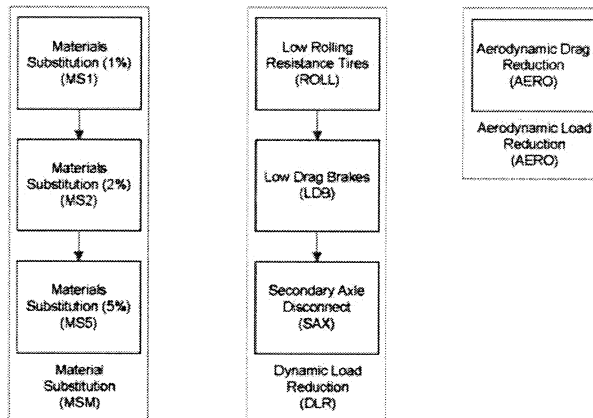 Materials
Substitution (1%)
(MS1)
Materials
Substitution (2%)
(MS2)
Materials
Substitution (5%)
(MS5)
Material
Substitution
(MSM)
Low Rolling
Resistance Tires
(ROLL)
Low Drag Brakes
(LDB)
Secondary Axle
Disconnect
(SAX)
Dynamic Load
Reduction
(DLR)
Aerodynamic Drag
Reduction
(AERO)
Aerodynamic Load
Reduction
(AERO)